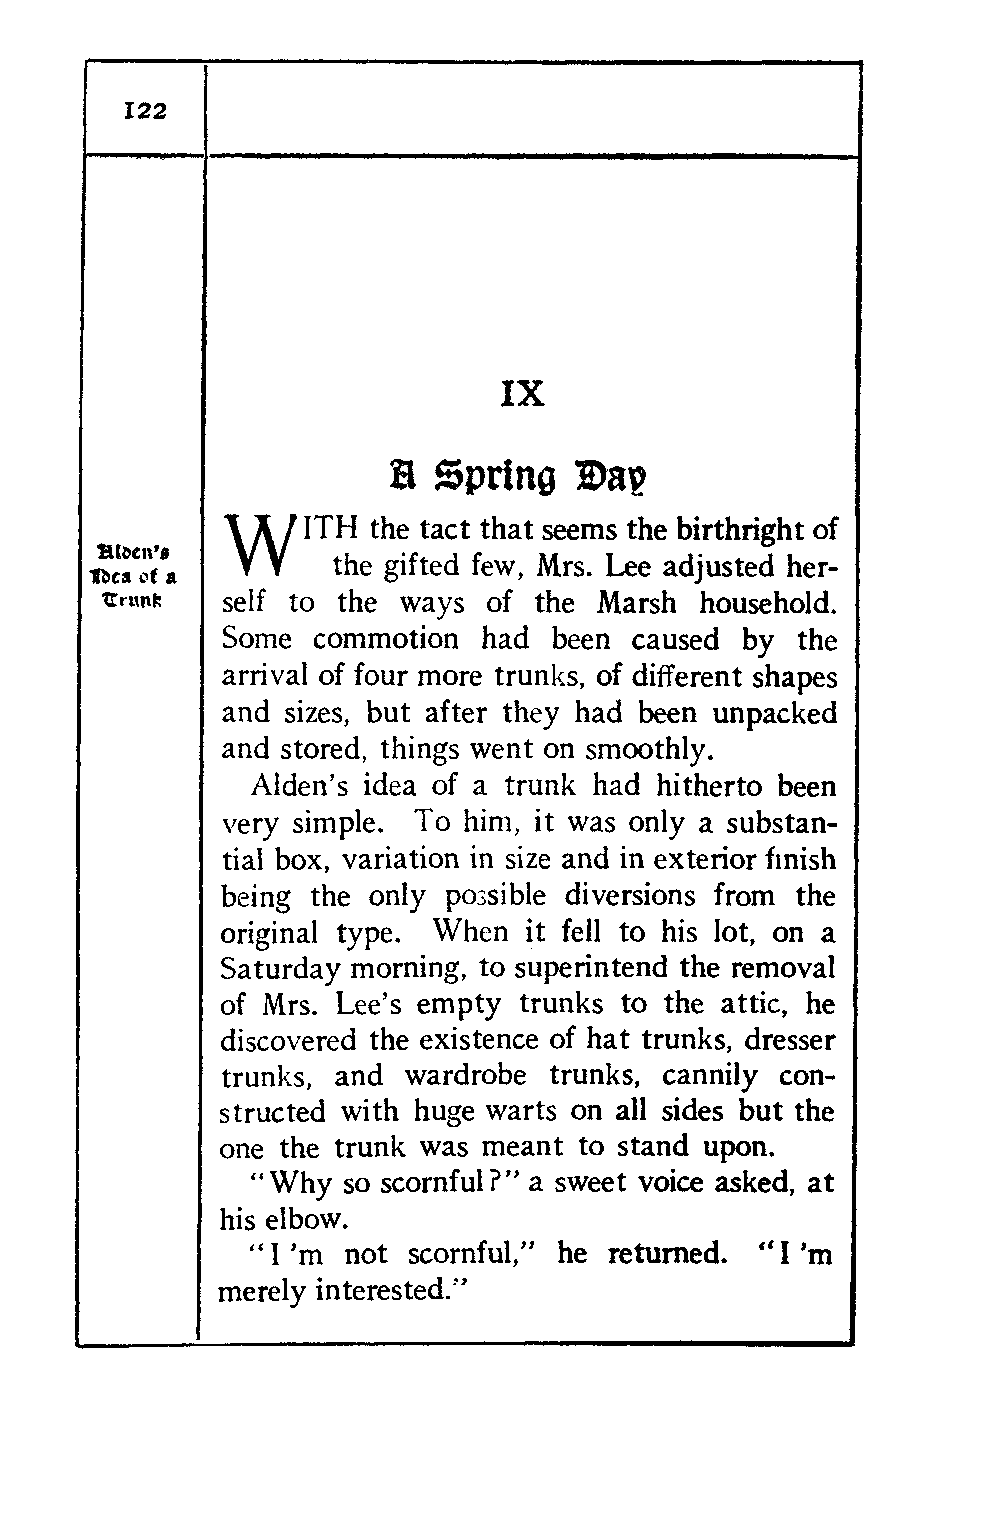 122
IX
A Spring Day
Alden's
Idea of a
Trunk
WITH the tact that seems the birthright of
the gifted few, Mrs. Lee adjusted her-
self to the ways of the Marsh household.
Some commotion had been caused by the
arrival of four more trunks, of different shapes
and sizes, but after they had been unpacked
and stored, things went on smoothly.
Alden's idea of a trunk had hitherto been
very simple. To him, it was only a substan-
tial box, variation in size and in exterior finish
being the only possible diversions from the
original type. When it fell to his lot, on a
Saturday morning, to superintend the removal
of Mrs. Lee's empty trunks to the attic, he
discovered the existence of hat trunks, dresser
trunks, and wardrobe trunks, cannily con-
structed with huge warts on all sides but the
one the trunk was meant to stand upon.
"Why so scornful?" a sweet voice asked, at
his elbow.
"I 'm not scornful," he returned. "I 'm
merely interested."